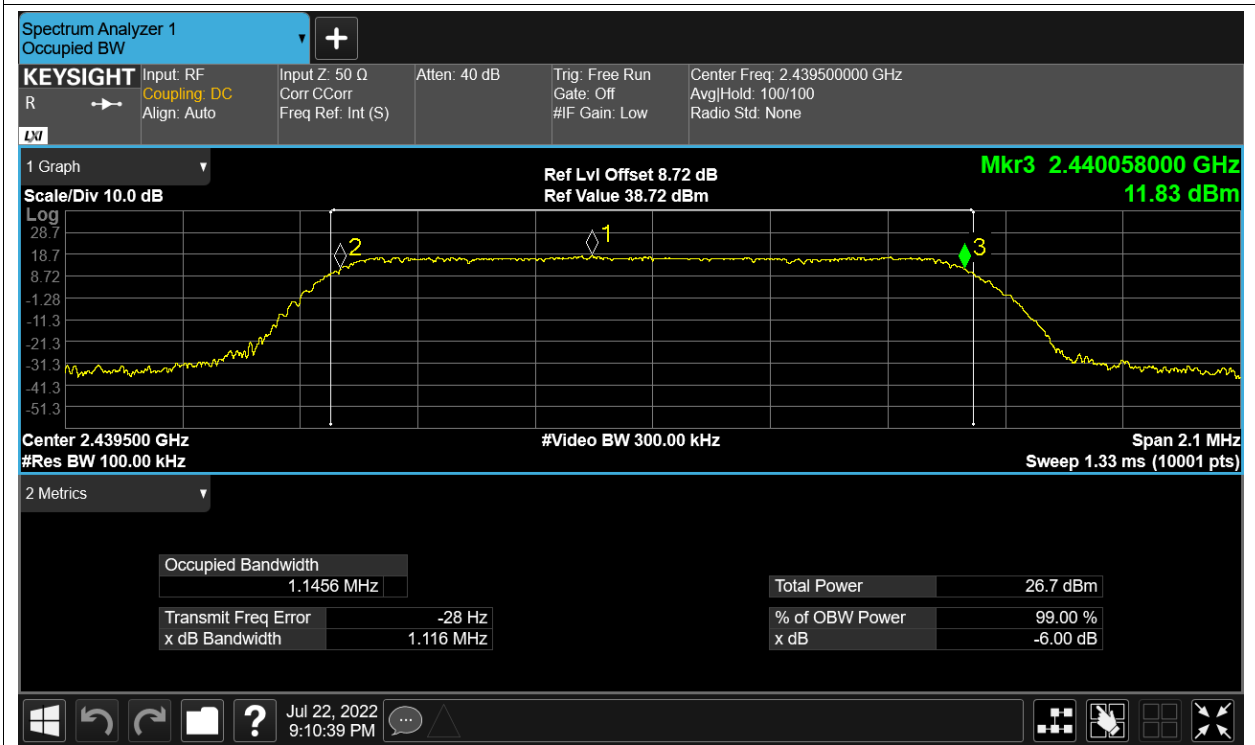 Spectrum Analyzer 1
Occupied BW
KEYSIGHT
R
LXI
Input: RF
Coupling: DC
Align: Auto
Input Z: 50 Ω
Corr CCorr
Freq Ref: Int (S)
Atten: 40 dB
Trig: Free Run
Gate: Off
#IF Gain: Low
Center Freq: 2.439500000 GHz
Avg|Hold: 100/100
Radio Std: None
1 Graph
Scale/Div 10.0 dB
Ref Lvl Offset 8.72 dB
Ref Value 38.72 dBm
Mkr3 2.440058000 GHz
11.83 dBm
Log
28.7
18.7
8.72
-1.28
-11.3
-21.3
-31.3
-41.3
-51.3
2
1
3
Center 2.439500 GHz
#Video BW 300.00 kHz
Span 2.1 MHz
#Res BW 100.00 kHz
Sweep 1.33 ms (10001 pts)
2 Metrics
Occupied Bandwidth
1.1456 MHz
Total Power 26.7 dBm
Transmit Freq Error -28 Hz
% of OBW Power 99.00 %
x dB Bandwidth 1.116 MHz
x dB -6.00 dB
?
Jul 22, 2022
9:10:39 PM